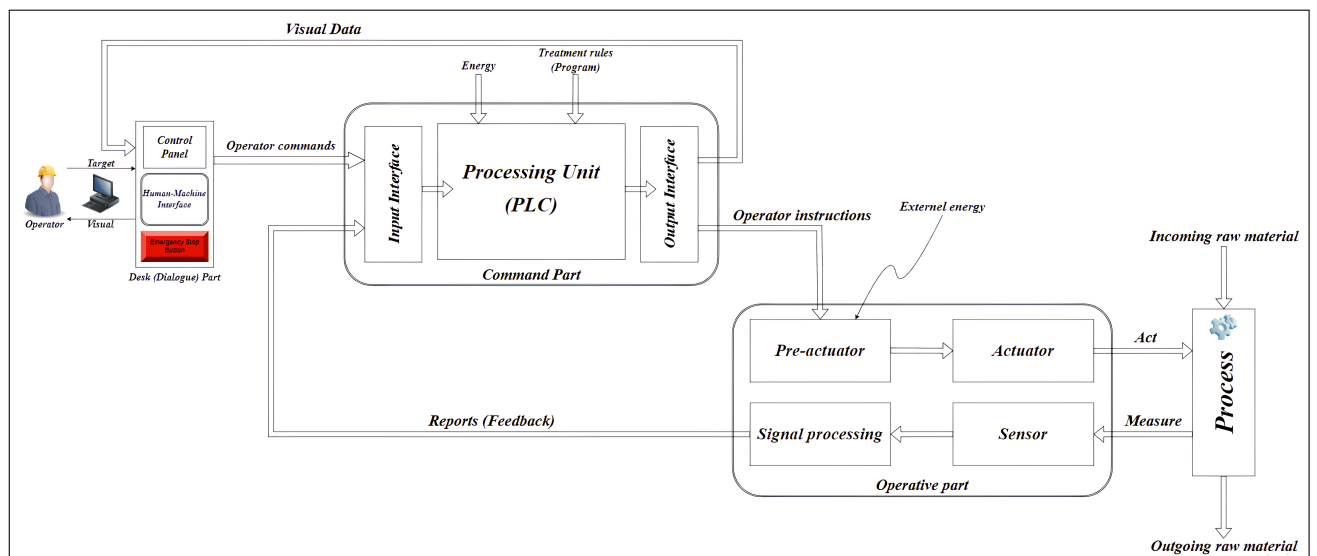 Visual Data
Energy
Treatment rules
(Program)
Control
Panel
Operator commands
Target
Human-Machine
Interface
Operator
Visual
Emergency Stop
Button
Desk (Dialogue) Part
Input Interface
Processing Unit
(PLC)
Output Interface
Command Part
Operator instructions
Externel energy
Incoming raw material
Pre-actuator
Actuator
Act
Process
Reports (Feedback)
Signal processing
Sensor
Measure
Operative part
Outgoing raw material